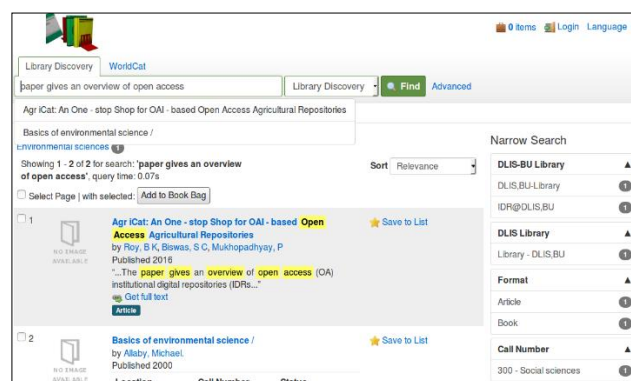 0 items Login Language
Library Discovery WorldCat
paper gives an overview of open access Library Discovery Find Advanced
Agr iCat: An One - stop Shop for OAI - based Open Access Agricultural Repositories
Basics of environmental science /
Environmental sciences 1
Narrow Search
Showing 1 - 2 of 2 for search: 'paper gives an overview
of open access', query time: 0.07s
Sort Relevance
Select Page | with selected: Add to Book Bag
1
NO IMAGE
AVAILABLE
Agr iCat: An One - stop Shop for OAI - based Open
Access Agricultural Repositories
by Roy, B K, Biswas, S C, Mukhopadhyay, P
Published 2016
"...The paper gives an overview of open access (OA)
institutional digital repositories (IDRs..."
Get full text
Article
Save to List
2
NO IMAGE
AVAILABLE
Basics of environmental science /
by Allaby, Michael.
Published 2000
Location Call Number Status
Save to List
DLIS-BU Library
DLIS,BU-Library 1
IDR@DLIS,BU 1
DLIS Library
Library - DLIS,BU 1
Format
Article 1
Book 1
Call Number
300 - Social sciences 1